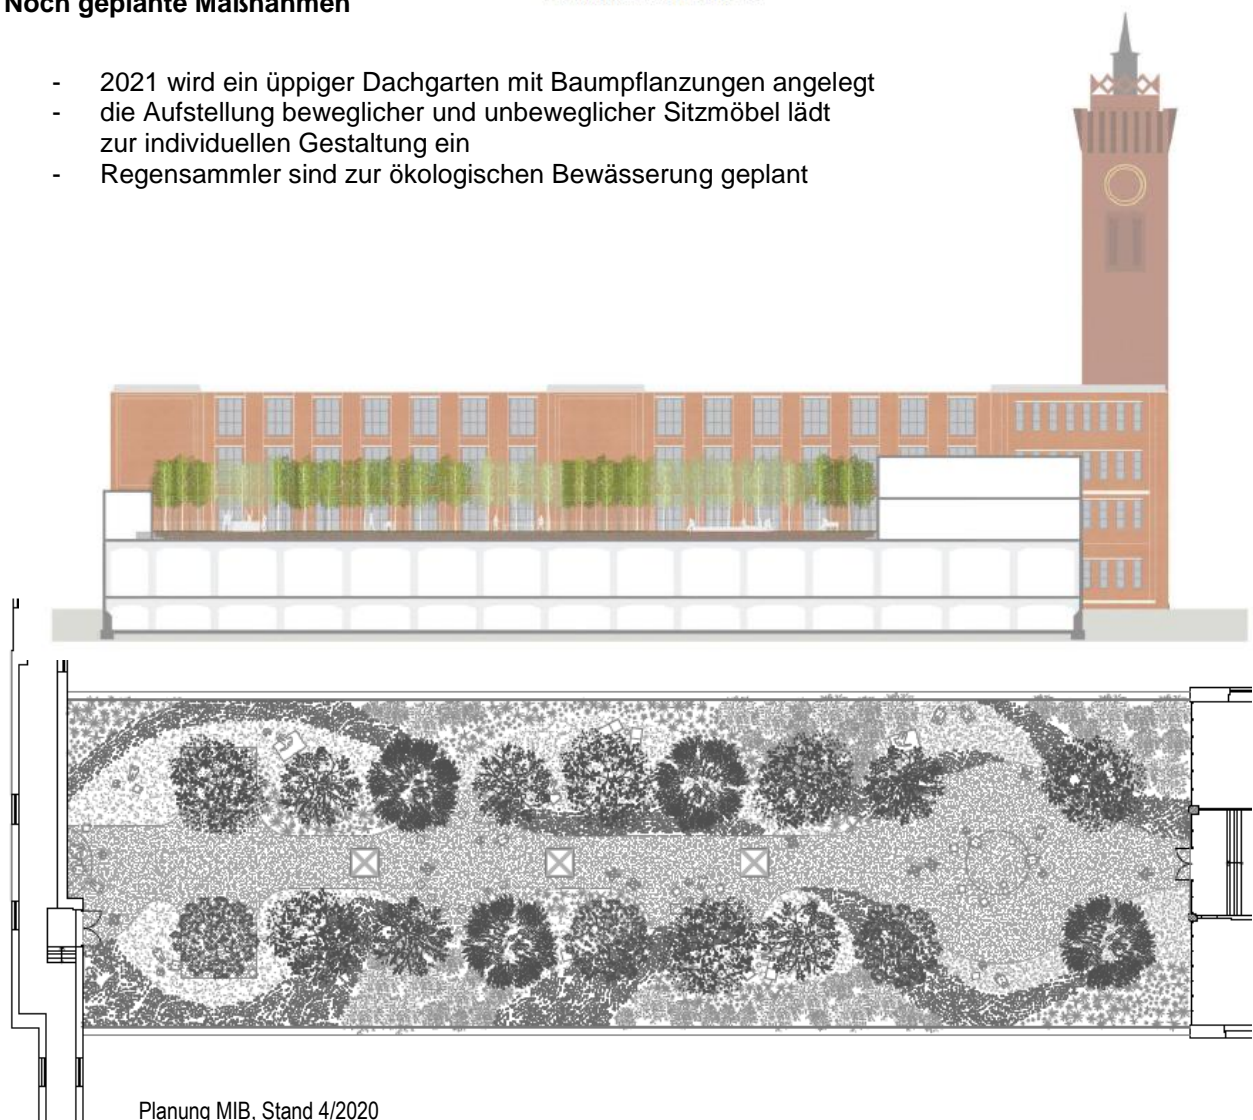 Noch geplante Maßnahmen
- 2021 wird ein üppiger Dachgarten mit Baumpflanzungen angelegt
- die Aufstellung beweglicher und unbeweglicher Sitzmöbel lädt
zur individuellen Gestaltung ein
- Regensammler sind zur ökologischen Bewässerung geplant
Planung MIB, Stand 4/2020